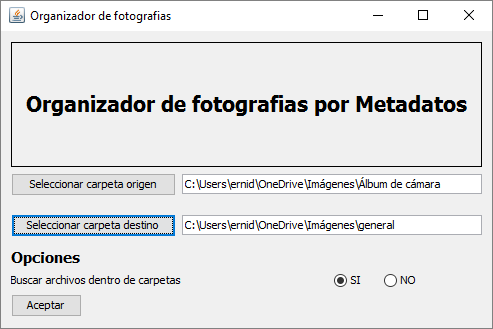 Organizador de fotografias
Organizador de fotografias por Metadatos
Seleccionar carpeta origen
C:\Users\ernid\OneDrive\Imágenes\Álbum de cámara
Seleccionar carpeta destino
C:\Users\ernid\OneDrive\Imágenes\general
Opciones
Buscar archivos dentro de carpetas SI NO
Aceptar